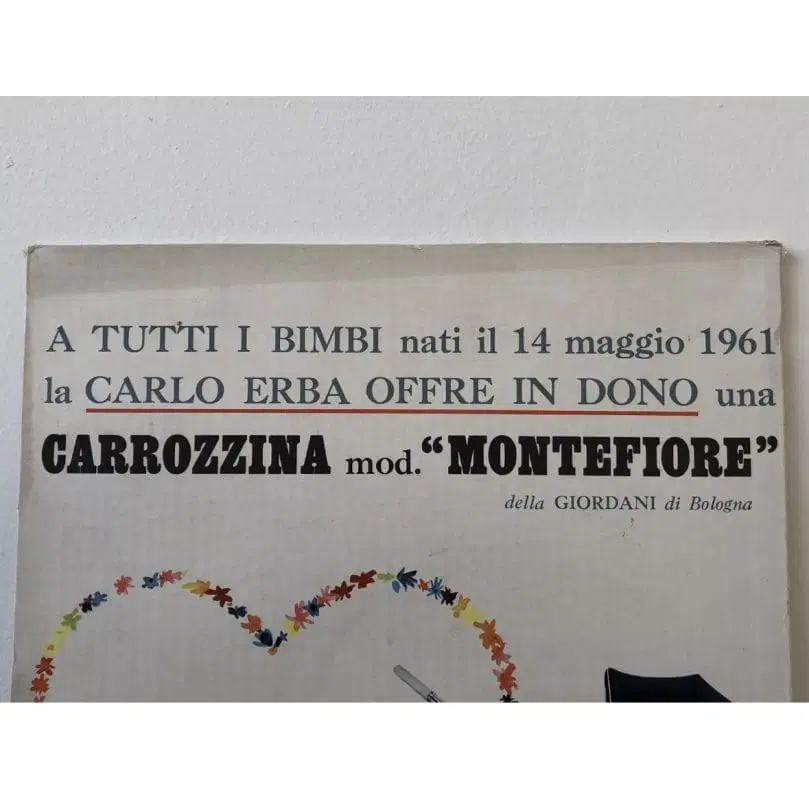 A TUTTI I BIMBI nati il 14 maggio 1961
la CARLO ERBA OFFRE IN DONO una
CARROZZINA mod. “MONTEFIORE”
della GIORDANI di Bologna